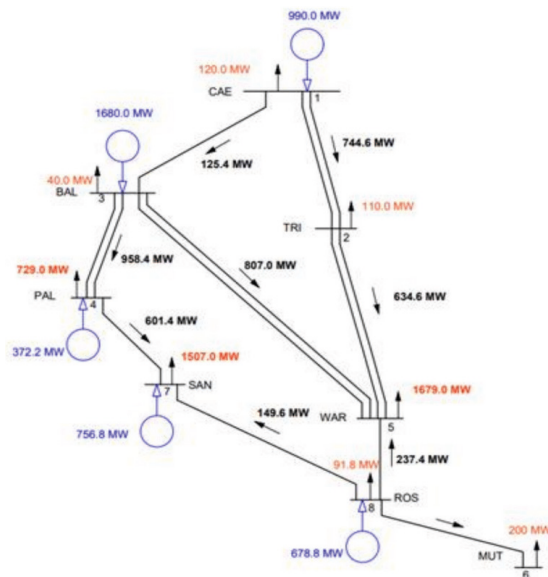 990.0 MW
120.0 MW
CAE
1
1680.0 MW
744.6 MW
125.4 MW
40.0 MW
BAL
3
110.0 MW
TRI
2
958.4 MW
807.0 MW
729.0 MW
PAL
4
634.6 MW
601.4 MW
372.2 MW
1507.0 MW
SAN
7
1679.0 MW
WAR
5
149.6 MW
756.8 MW
237.4 MW
91.8 MW
ROS
8
678.8 MW
200 MW
MUT
6